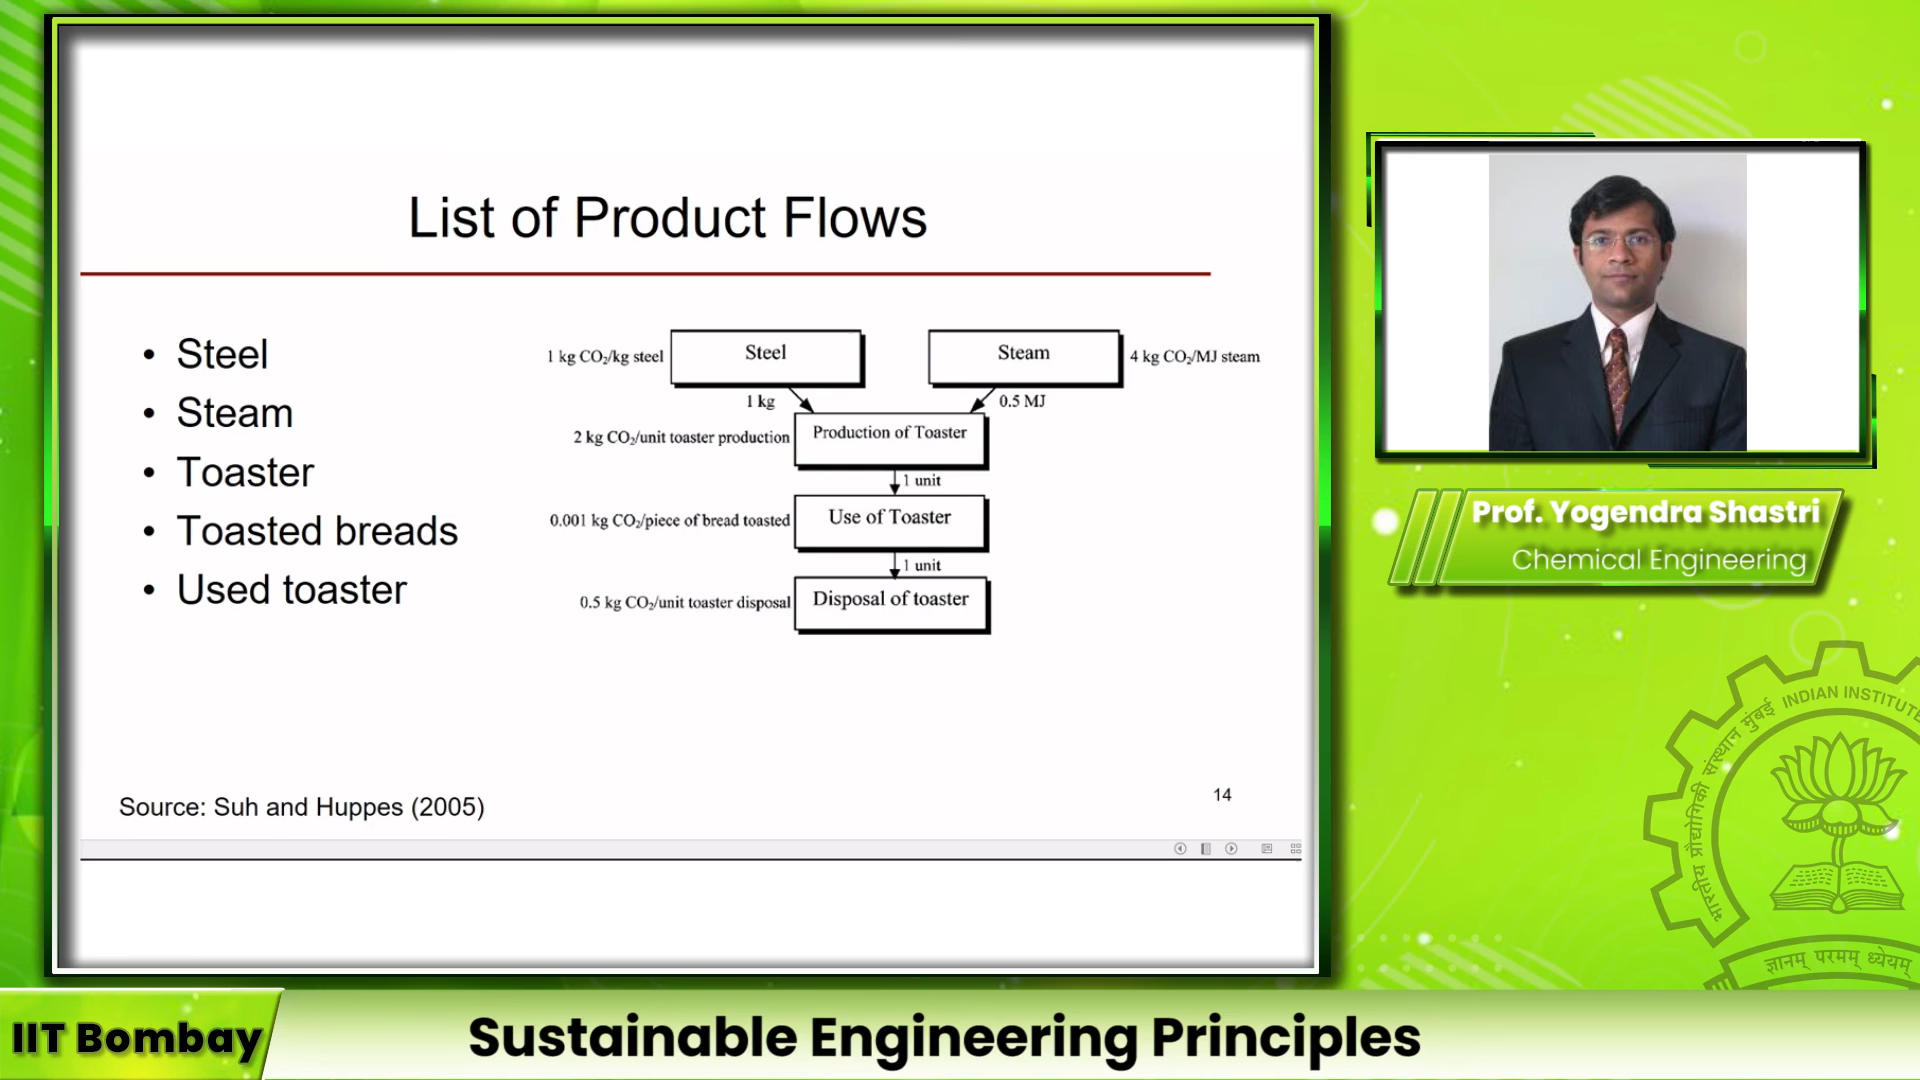 List of Product Flows
• Steel
• Steam
• Toaster
• Toasted breads
• Used toaster
1 kg CO₂/kg steel
Steel
Steam
4 kg CO₂/MJ steam
1 kg
0.5 MJ
2 kg CO₂/unit toaster production
Production of Toaster
1 unit
0.001 kg CO₂/piece of bread toasted
Use of Toaster
1 unit
0.5 kg CO₂/unit toaster disposal
Disposal of toaster
Source: Suh and Huppes (2005)
14
Prof. Yogendra Shastri
Chemical Engineering
भारतीय प्रौद्योगिकी संस्थान मुंबई
INDIAN INSTITUTE
ज्ञानम् परमम् ध्येयम्
IIT Bombay
Sustainable Engineering Principles